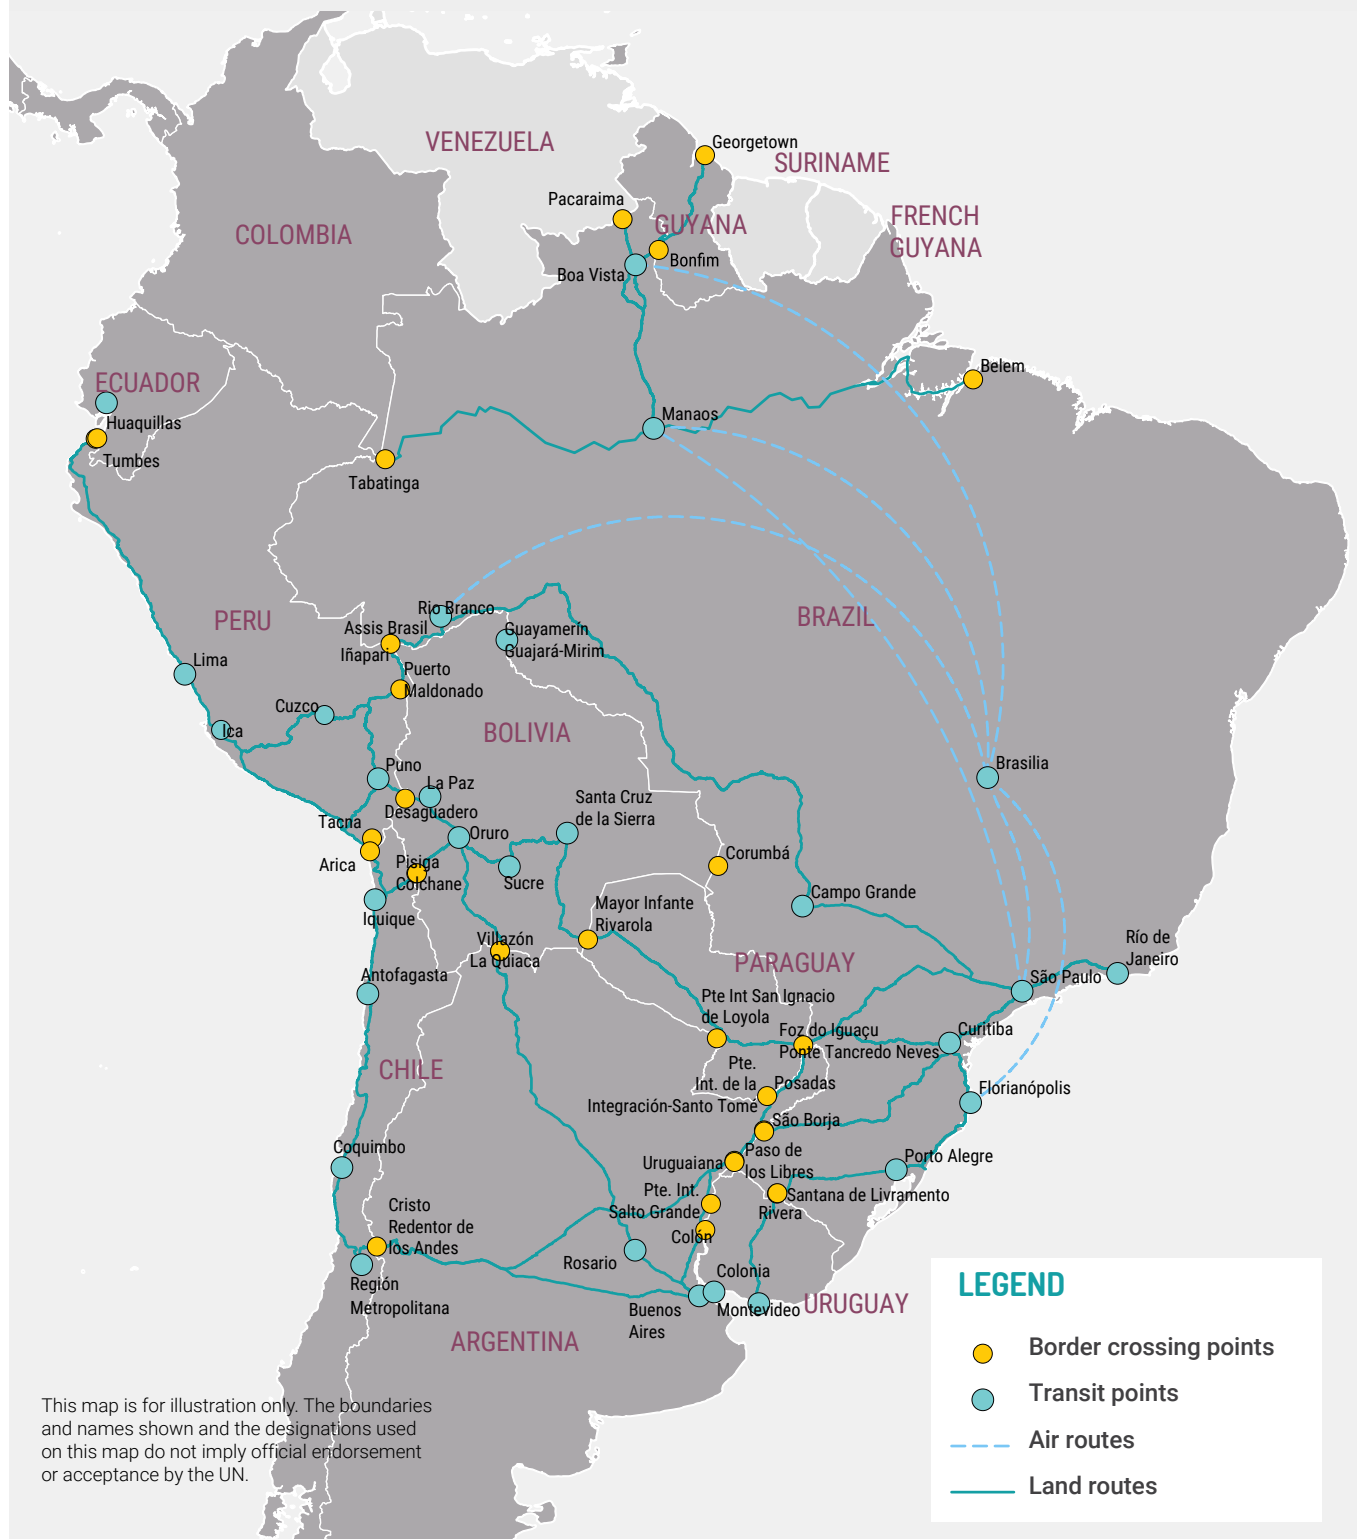 VENEZUELA
Georgetown
SURINAME
Pacaraima
GUYANA
FRENCH
GUYANA
COLOMBIA
Bonfim
Boa Vista
ECUADOR
Belem
Huaquillas
Manaos
Tumbes
Tabatinga
PERU
Rio Branco
BRAZIL
Assis Brasil
Guayamerín
Guajará-Mirim
Iñapari
Lima
Puerto
Maldonado
Cuzco
Ica
BOLIVIA
Puno
Brasilia
La Paz
Desaguadero
Santa Cruz
de la Sierra
Tacna
Oruro
Arica
Pisiga
Colchane
Corumbá
Sucre
Campo Grande
Iquique
Mayor Infante
Rivarola
Villazón
La Quiaca
Río de
Janeiro
PARAGUAY
Antofagasta
São Paulo
Pte Int San Ignacio
de Loyola
Foz do Iguaçu
Ponte Tancredo Neves
Curitiba
CHILE
Pte.
Int. de la
Integración-Santo Tomé
Posadas
Florianópolis
São Borja
Coquimbo
Paso de
los Libres
Uruguaiana
Porto Alegre
Pte. Int.
Salto Grande
Santana de Livramento
Rivera
Cristo
Redentor de
los Andes
Colón
Rosario
Colonia
Región
Metropolitana
Buenos
Aires
Montevideo
URUGUAY
ARGENTINA
LEGEND
Border crossing points
Transit points
Air routes
Land routes
This map is for illustration only. The boundaries
and names shown and the designations used
on this map do not imply official endorsement
or acceptance by the UN.